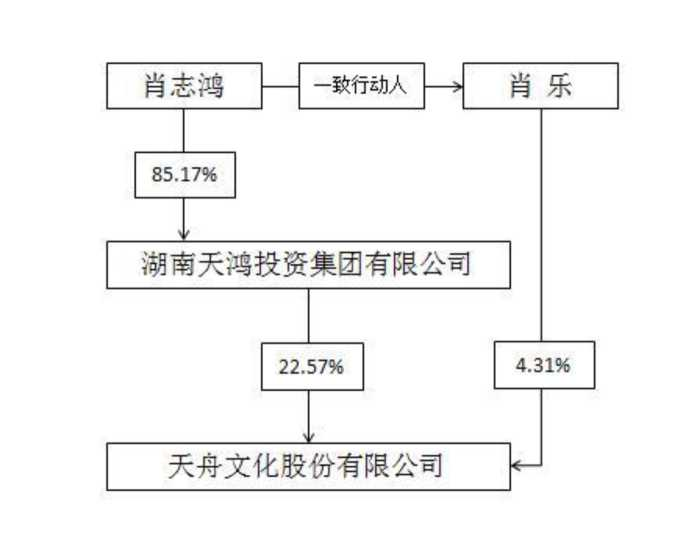 肖志鸿
一致行动人
肖 乐
85.17%
湖南天鸿投资集团有限公司
22.57%
4.31%
天舟文化股份有限公司